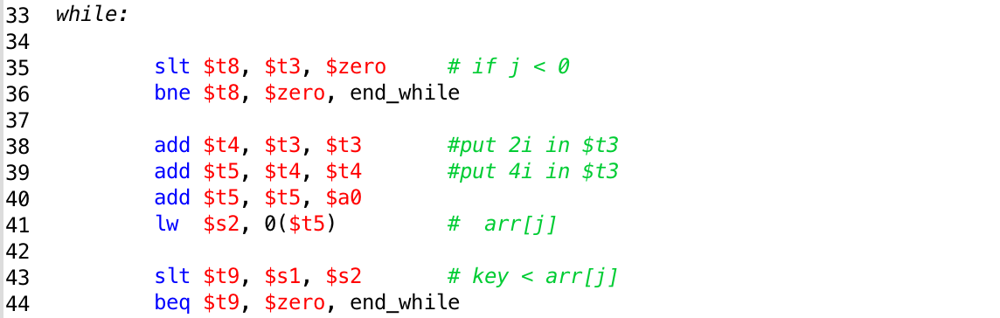 33 while:
34
35 slt $t8, $t3, $zero # if j < 0
36 bne $t8, $zero, end_while
37
38 add $t4, $t3, $t3 #put 2i in $t3
39 add $t5, $t4, $t4 #put 4i in $t3
40 add $t5, $t5, $a0
41 lw $s2, 0($t5) # arr[j]
42
43 slt $t9, $s1, $s2 # key < arr[j]
44 beq $t9, $zero, end_while